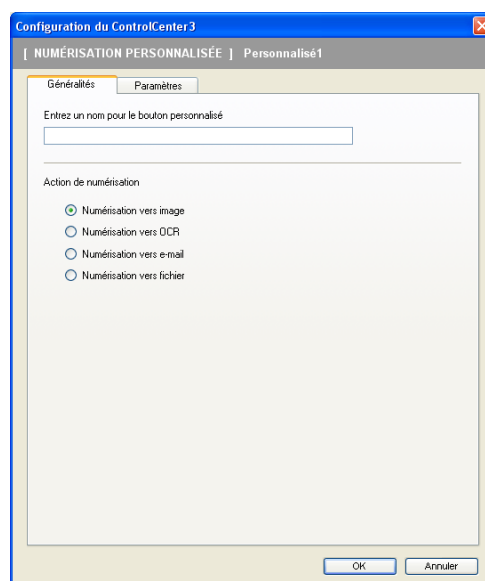 Configuration du ControlCenter3
[ NUMÉRISATION PERSONNALISÉE ] Personnalisé1
Généralités Paramètres
Entrez un nom pour le bouton personnalisé
Action de numérisation
Numérisation vers image
Numérisation vers OCR
Numérisation vers e-mail
Numérisation vers fichier
OK Annuler